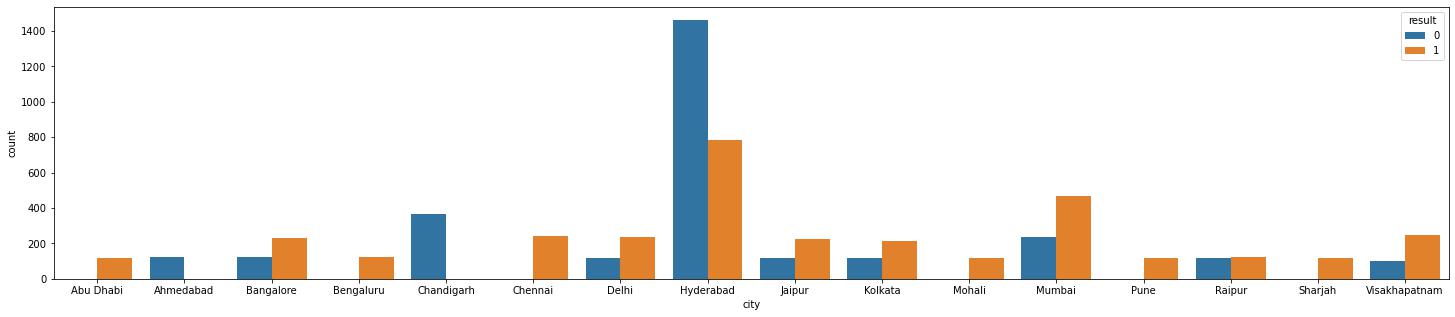 1400
1200
1000
800
600
400
200
0
count
result
0
1
Abu Dhabi Ahmedabad Bangalore Bengaluru Chandigarh Chennai Delhi Hyderabad Jaipur Kolkata Mohali Mumbai Pune Raipur Sharjah Visakhapatnam
city